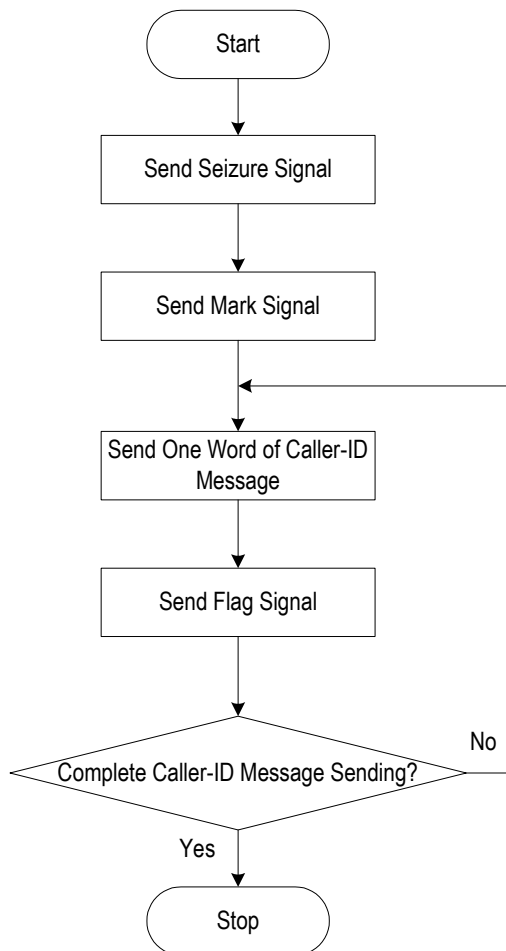 Start
Send Seizure Signal
Send Mark Signal
Send One Word of Caller-ID
Message
Send Flag Signal
Complete Caller-ID Message Sending?
No
Yes
Stop